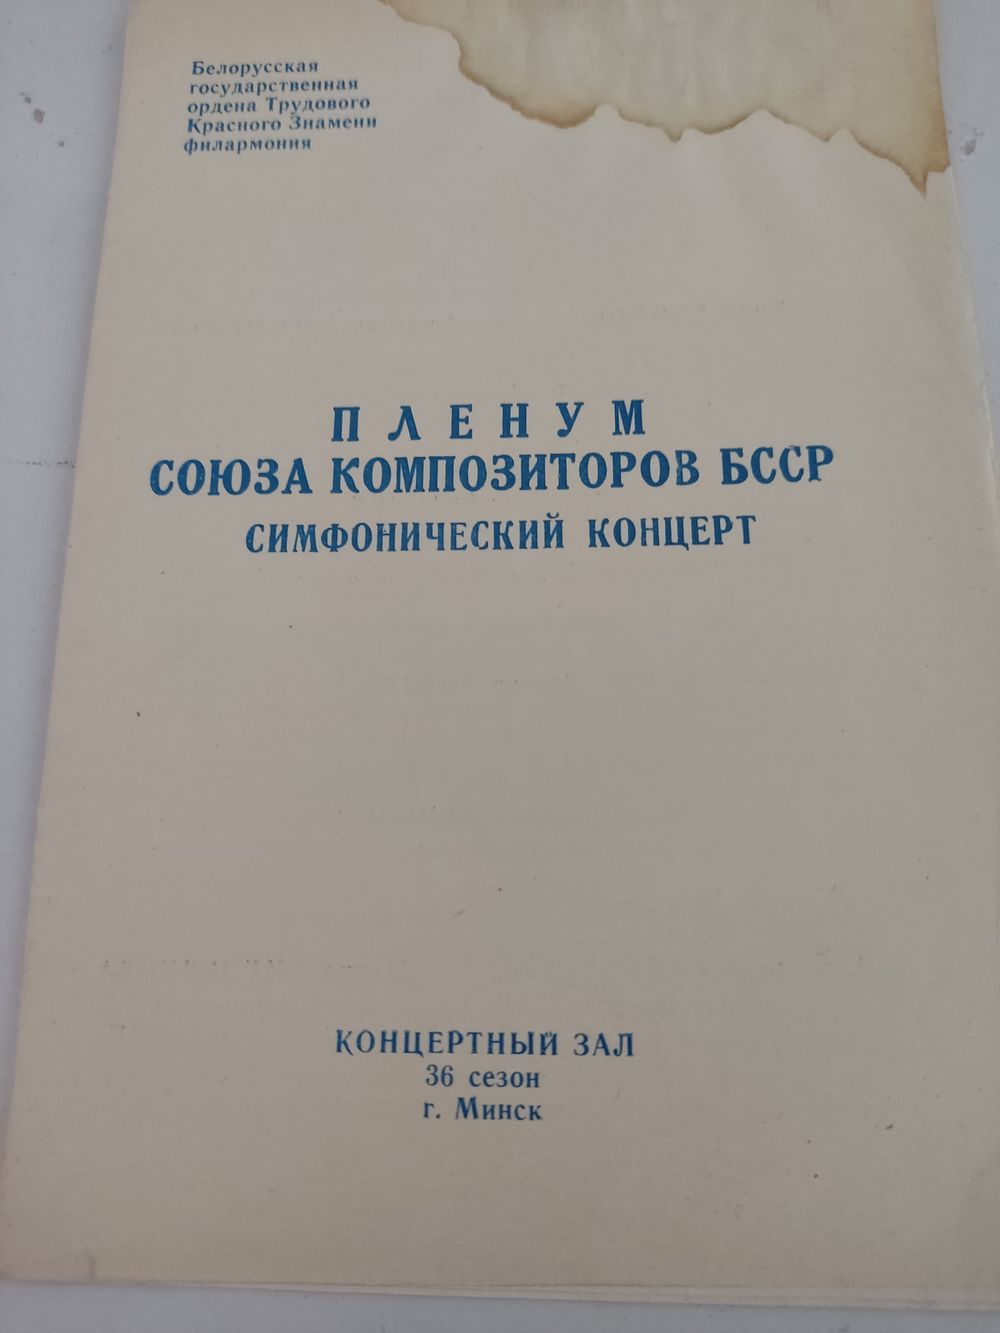 Белорусская
государственная
ордена Трудового
Красного Знамени
филармония
ПЛЕНУМ
СОЮЗА КОМПОЗИТОРОВ БССР
СИМФОНИЧЕСКИЙ КОНЦЕРТ
КОНЦЕРТНЫЙ ЗАЛ
36 сезон
г. Минск